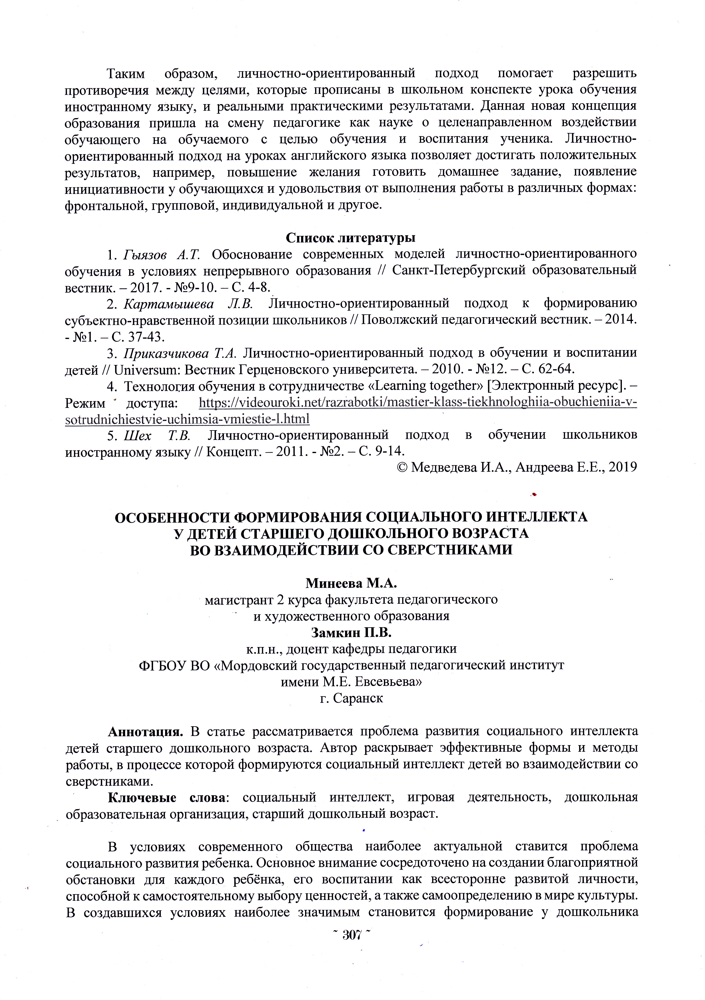 Таким образом, личностно-ориентированный подход помогает разрешить
противоречия между целями, которые прописаны в школьном конспекте урока обучения
иностранному языку, и реальными практическими результатами. Данная новая концепция
образования пришла на смену педагогике как науке о целенаправленном воздействии
обучающего на обучаемого с целью обучения и воспитания ученика. Личностно-
ориентированный подход на уроках английского языка позволяет достигать положительных
результатов, например, повышение желания готовить домашнее задание, появление
инициативности у обучающихся и удовольствия от выполнения работы в различных формах:
фронтальной, групповой, индивидуальной и другое.
Список литературы
1. Гыязов А.Т. Обоснование современных моделей личностно-ориентированного
обучения в условиях непрерывного образования // Санкт-Петербургский образовательный
вестник. – 2017. - №9-10. – С. 4-8.
2. Картамышева Л.В. Личностно-ориентированный подход к формированию
субъектно-нравственной позиции школьников // Поволжский педагогический вестник. – 2014.
- №1. – С. 37-43.
3. Приказчикова Т.А. Личностно-ориентированный подход в обучении и воспитании
детей // Universum: Вестник Герценовского университета. – 2010. - №12. – С. 62-64.
4. Технология обучения в сотрудничестве «Learning together» [Электронный ресурс]. –
Режим доступа: https://videouroki.net/razrabotki/mastier-klass-tiekhnologhiia-obuchieniia-v-
sotrudnichiestvie-uchimsia-vmiestie-1.html
5. Шех Т.В. Личностно-ориентированный подход в обучении школьников
иностранному языку // Концепт. – 2011. - №2. – С. 9-14.
© Медведева И.А., Андреева Е.Е., 2019
ОСОБЕННОСТИ ФОРМИРОВАНИЯ СОЦИАЛЬНОГО ИНТЕЛЛЕКТА
У ДЕТЕЙ СТАРШЕГО ДОШКОЛЬНОГО ВОЗРАСТА
ВО ВЗАИМОДЕЙСТВИИ СО СВЕРСТНИКАМИ
Минеева М.А.
магистрант 2 курса факультета педагогического
и художественного образования
Замкин П.В.
к.п.н., доцент кафедры педагогики
ФГБОУ ВО «Мордовский государственный педагогический институт
имени М.Е. Евсевьева»
г. Саранск
Аннотация. В статье рассматривается проблема развития социального интеллекта
детей старшего дошкольного возраста. Автор раскрывает эффективные формы и методы
работы, в процессе которой формируются социальный интеллект детей во взаимодействии со
сверстниками.
Ключевые слова: социальный интеллект, игровая деятельность, дошкольная
образовательная организация, старший дошкольный возраст.
В условиях современного общества наиболее актуальной ставится проблема
социального развития ребенка. Основное внимание сосредоточено на создании благоприятной
обстановки для каждого ребёнка, его воспитании как всесторонне развитой личности,
способной к самостоятельному выбору ценностей, а также самоопределению в мире культуры.
В создавшихся условиях наиболее значимым становится формирование у дошкольника
~ 307 ~